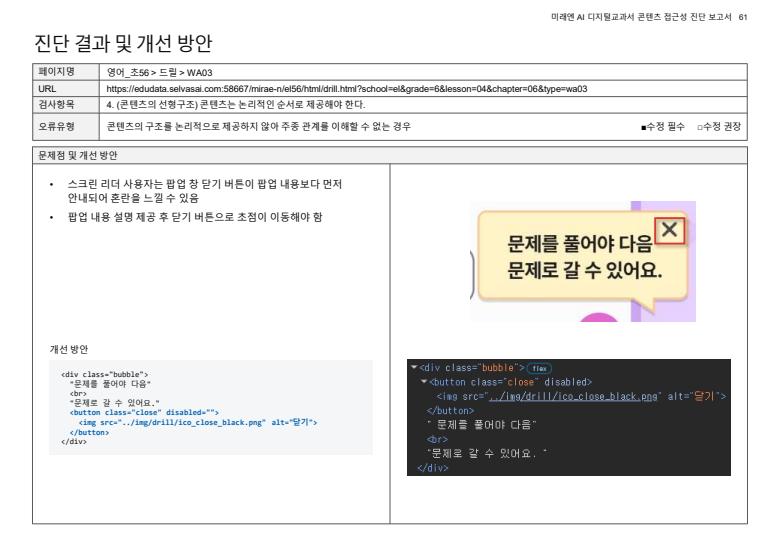 미래엔 AI 디지털교과서 콘텐츠 접근성 진단 보고서 61
진단 결과 및 개선 방안
페이지명 영어_초56 > 드릴 > WA03
URL https://edudata.selvasai.com:58667/mirae-n/el56/html/drill.html?school=el&grade=6&lesson=04&chapter=06&type=wa03
검사항목 4. (콘텐츠의 선형구조) 콘텐츠는 논리적인 순서로 제공해야 한다.
오류유형 콘텐츠의 구조를 논리적으로 제공하지 않아 주종 관계를 이해할 수 없는 경우 ■수정 필수 □수정 권장
문제점 및 개선 방안
• 스크린 리더 사용자는 팝업 창 닫기 버튼이 팝업 내용보다 먼저
안내되어 혼란을 느낄 수 있음
• 팝업 내용 설명 제공 후 닫기 버튼으로 초점이 이동해야 함
문제를 풀어야 다음
문제로 갈 수 있어요.
개선 방안
<div class="bubble">
"문제를 풀어야 다음"
<br>
"문제로 갈 수 있어요."
<button class="close" disabled="">
<img src="../img/drill/ico_close_black.png" alt="닫기">
</button>
</div>
▼<div class="bubble"> flex
▼<button class="close" disabled>
<img src="../img/drill/ico_close_black.png" alt="닫기">
</button>
" 문제를 풀어야 다음"
<br>
"문제로 갈 수 있어요. "
</div>